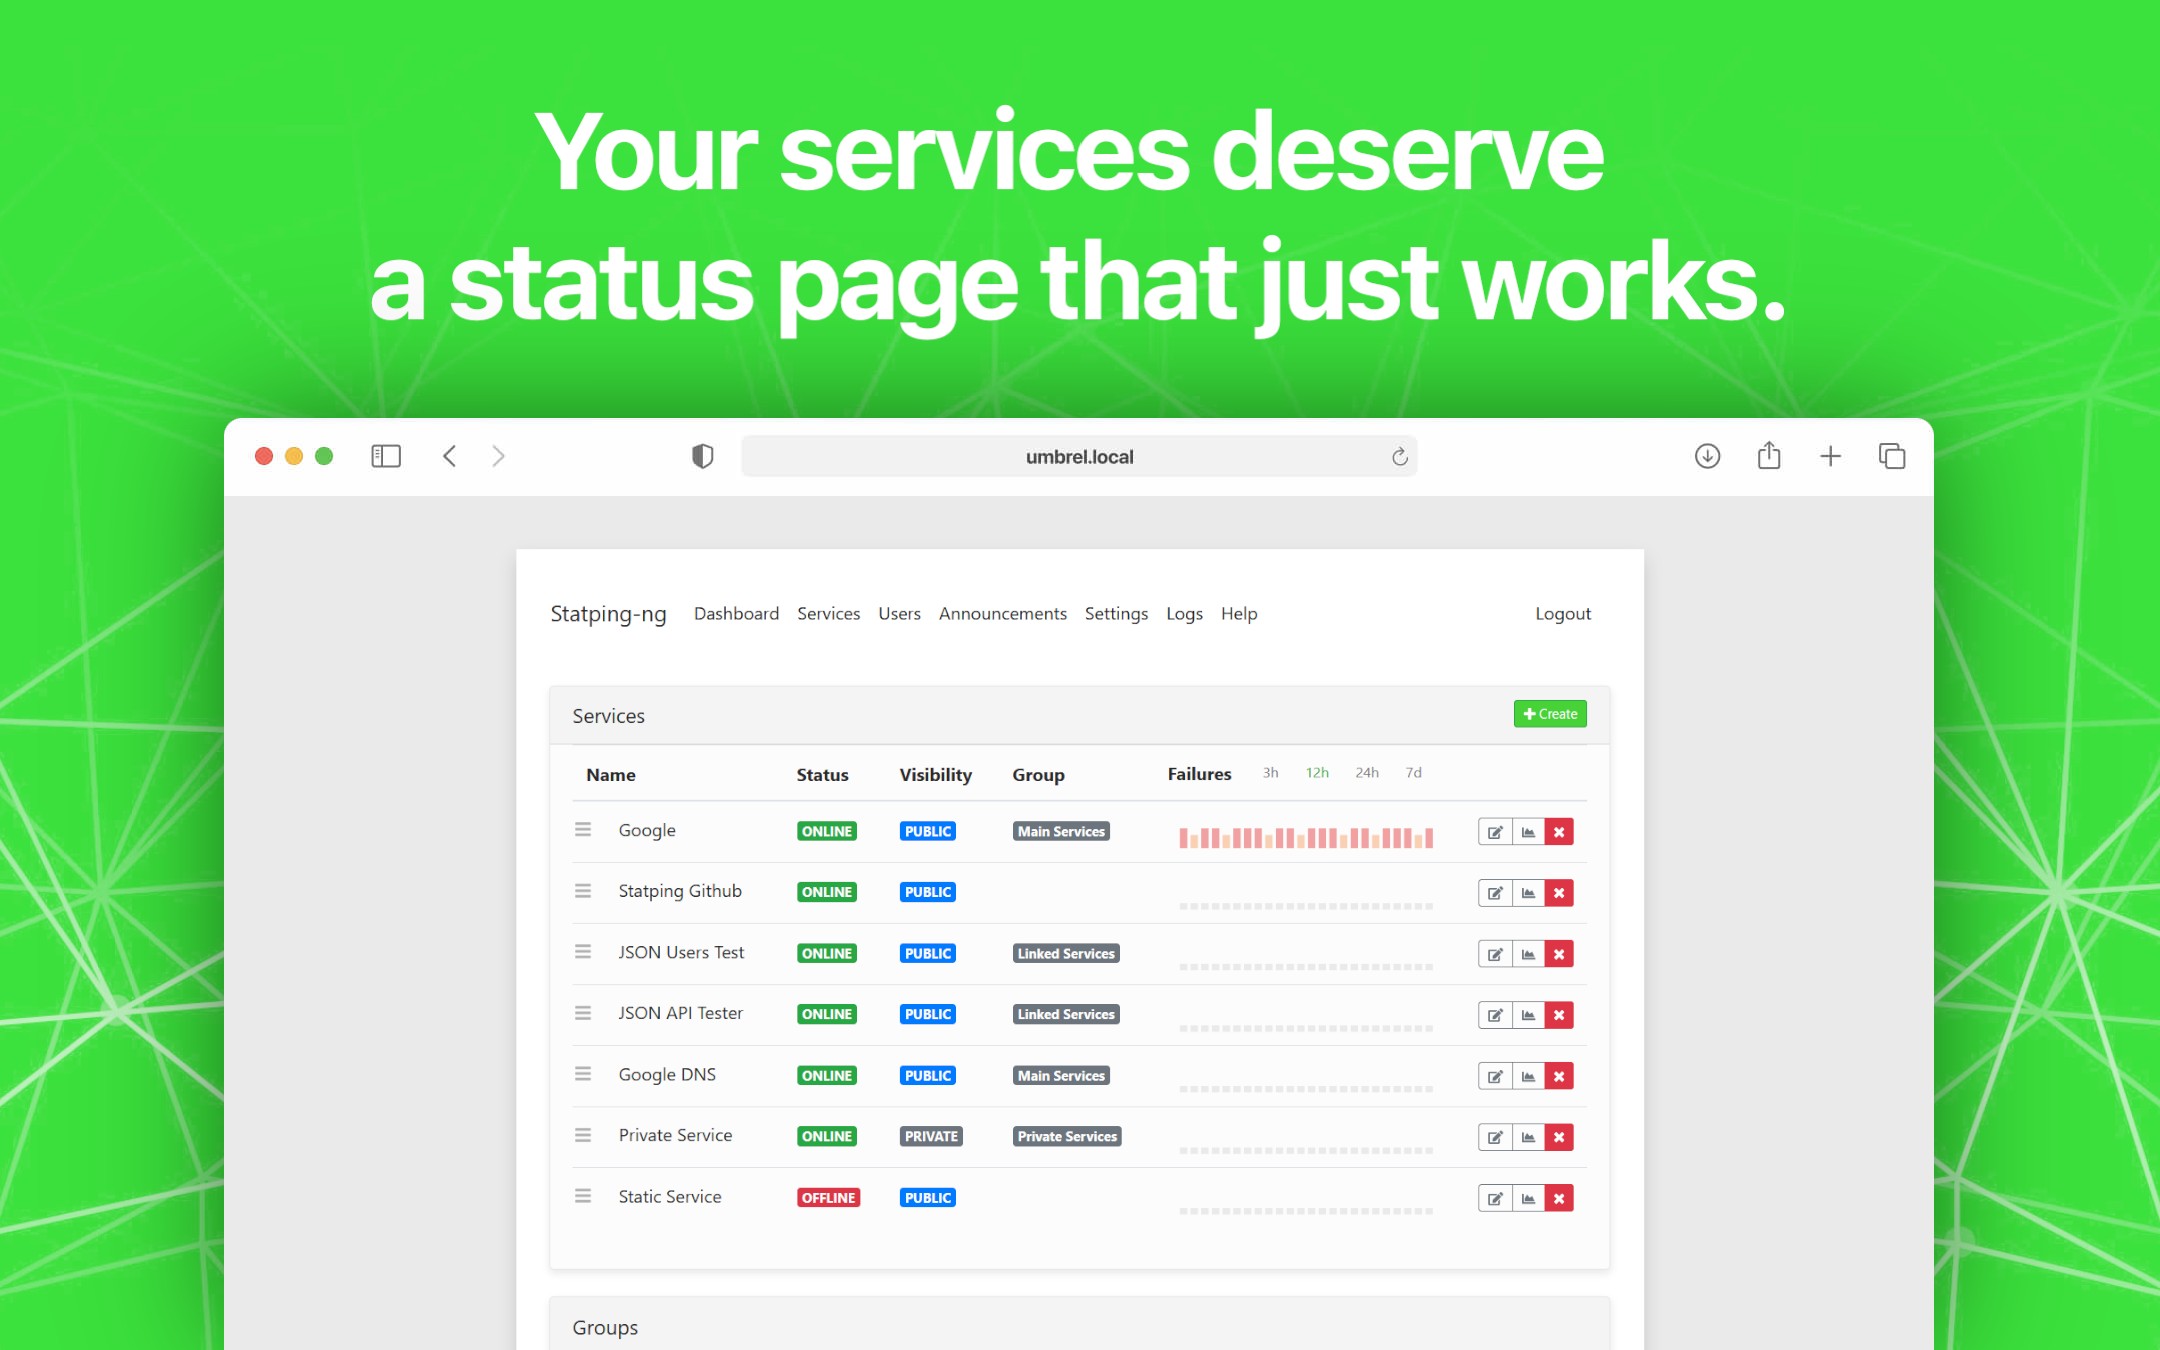 Your services deserve
a status page that just works.
umbrel.local
Statping-ng Dashboard Services Users Announcements Settings Logs Help Logout
Services Create
Name Status Visibility Group Failures 3h 12h 24h 7d
Google ONLINE PUBLIC Main Services
Statping Github ONLINE PUBLIC
JSON Users Test ONLINE PUBLIC Linked Services
JSON API Tester ONLINE PUBLIC Linked Services
Google DNS ONLINE PUBLIC Main Services
Private Service ONLINE PRIVATE Private Services
Static Service OFFLINE PUBLIC
Groups